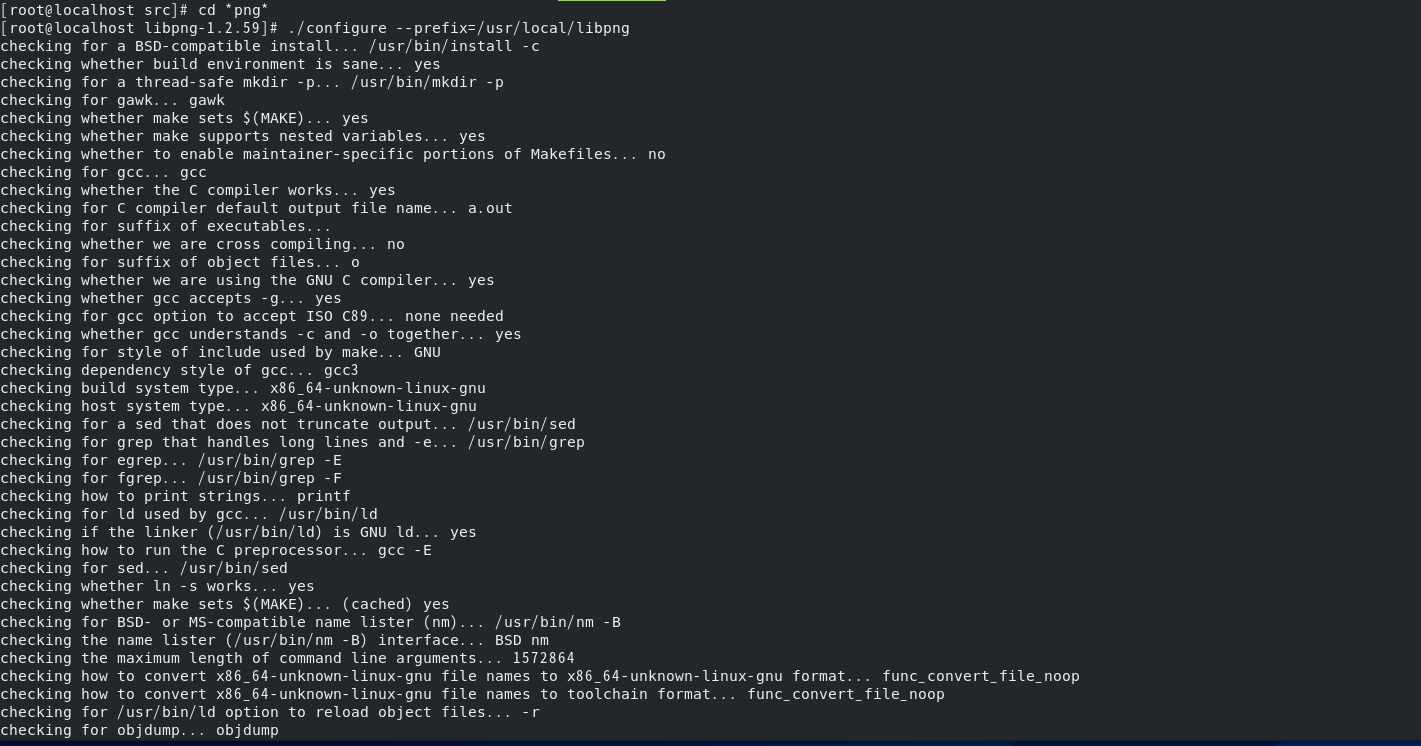 [root@localhost src]# cd *png*
[root@localhost libpng-1.2.59]# ./configure --prefix=/usr/local/libpng
checking for a BSD-compatible install... /usr/bin/install -c
checking whether build environment is sane... yes
checking for a thread-safe mkdir -p... /usr/bin/mkdir -p
checking for gawk... gawk
checking whether make sets $(MAKE)... yes
checking whether make supports nested variables... yes
checking whether to enable maintainer-specific portions of Makefiles... no
checking for gcc... gcc
checking whether the C compiler works... yes
checking for C compiler default output file name... a.out
checking for suffix of executables...
checking whether we are cross compiling... no
checking for suffix of object files... o
checking whether we are using the GNU C compiler... yes
checking whether gcc accepts -g... yes
checking for gcc option to accept ISO C89... none needed
checking whether gcc understands -c and -o together... yes
checking for style of include used by make... GNU
checking dependency style of gcc... gcc3
checking build system type... x86_64-unknown-linux-gnu
checking host system type... x86_64-unknown-linux-gnu
checking for a sed that does not truncate output... /usr/bin/sed
checking for grep that handles long lines and -e... /usr/bin/grep
checking for egrep... /usr/bin/grep -E
checking for fgrep... /usr/bin/grep -F
checking how to print strings... printf
checking for ld used by gcc... /usr/bin/ld
checking if the linker (/usr/bin/ld) is GNU ld... yes
checking how to run the C preprocessor... gcc -E
checking for sed... /usr/bin/sed
checking whether ln -s works... yes
checking whether make sets $(MAKE)... (cached) yes
checking for BSD- or MS-compatible name lister (nm)... /usr/bin/nm -B
checking the name lister (/usr/bin/nm -B) interface... BSD nm
checking the maximum length of command line arguments... 1572864
checking how to convert x86_64-unknown-linux-gnu file names to x86_64-unknown-linux-gnu format... func_convert_file_noop
checking how to convert x86_64-unknown-linux-gnu file names to toolchain format... func_convert_file_noop
checking for /usr/bin/ld option to reload object files... -r
checking for objdump... objdump